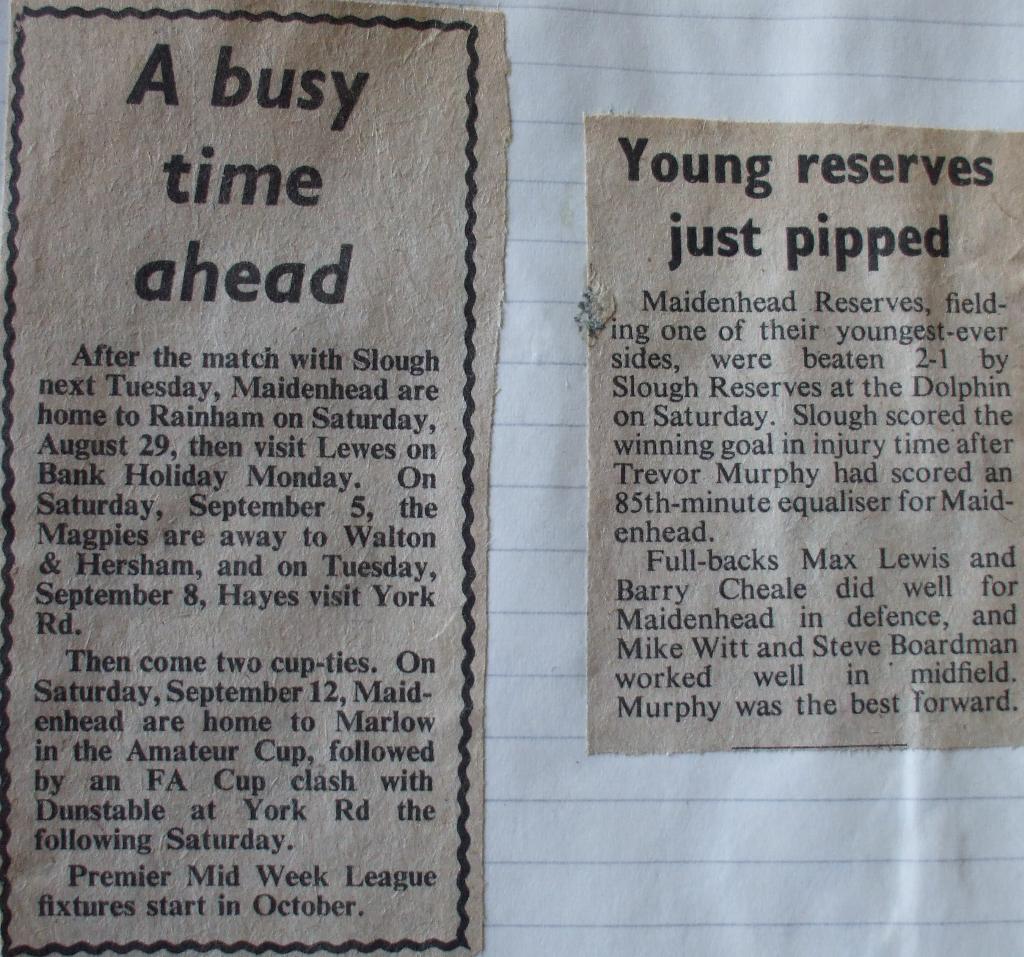 A busy
time
ahead
After the match with Slough
next Tuesday, Maidenhead are
home to Rainham on Saturday,
August 29, then visit Lewes on
Bank Holiday Monday. On
Saturday, September 5, the
Magpies are away to Walton
& Hersham, and on Tuesday,
September 8, Hayes visit York
Rd.
Then come two cup-ties. On
Saturday, September 12, Maid-
enhead are home to Marlow
in the Amateur Cup, followed
by an FA Cup clash with
Dunstable at York Rd the
following Saturday.
Premier Mid Week League
fixtures start in October.
Young reserves
just pipped
Maidenhead Reserves, field-
ing one of their youngest-ever
sides, were beaten 2-1 by
Slough Reserves at the Dolphin
on Saturday. Slough scored the
winning goal in injury time after
Trevor Murphy had scored an
85th-minute equaliser for Maid-
enhead.
Full-backs Max Lewis and
Barry Cheale did well for
Maidenhead in defence, and
Mike Witt and Steve Boardman
worked well in midfield.
Murphy was the best forward.